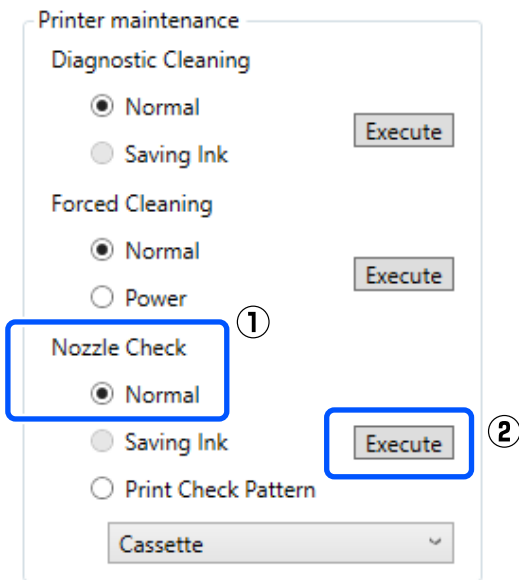 Printer maintenance
Diagnostic Cleaning
Normal
Execute
Saving Ink
Forced Cleaning
Normal
Execute
Power
①
Nozzle Check
Normal
Saving Ink
Execute
②
Print Check Pattern
Cassette